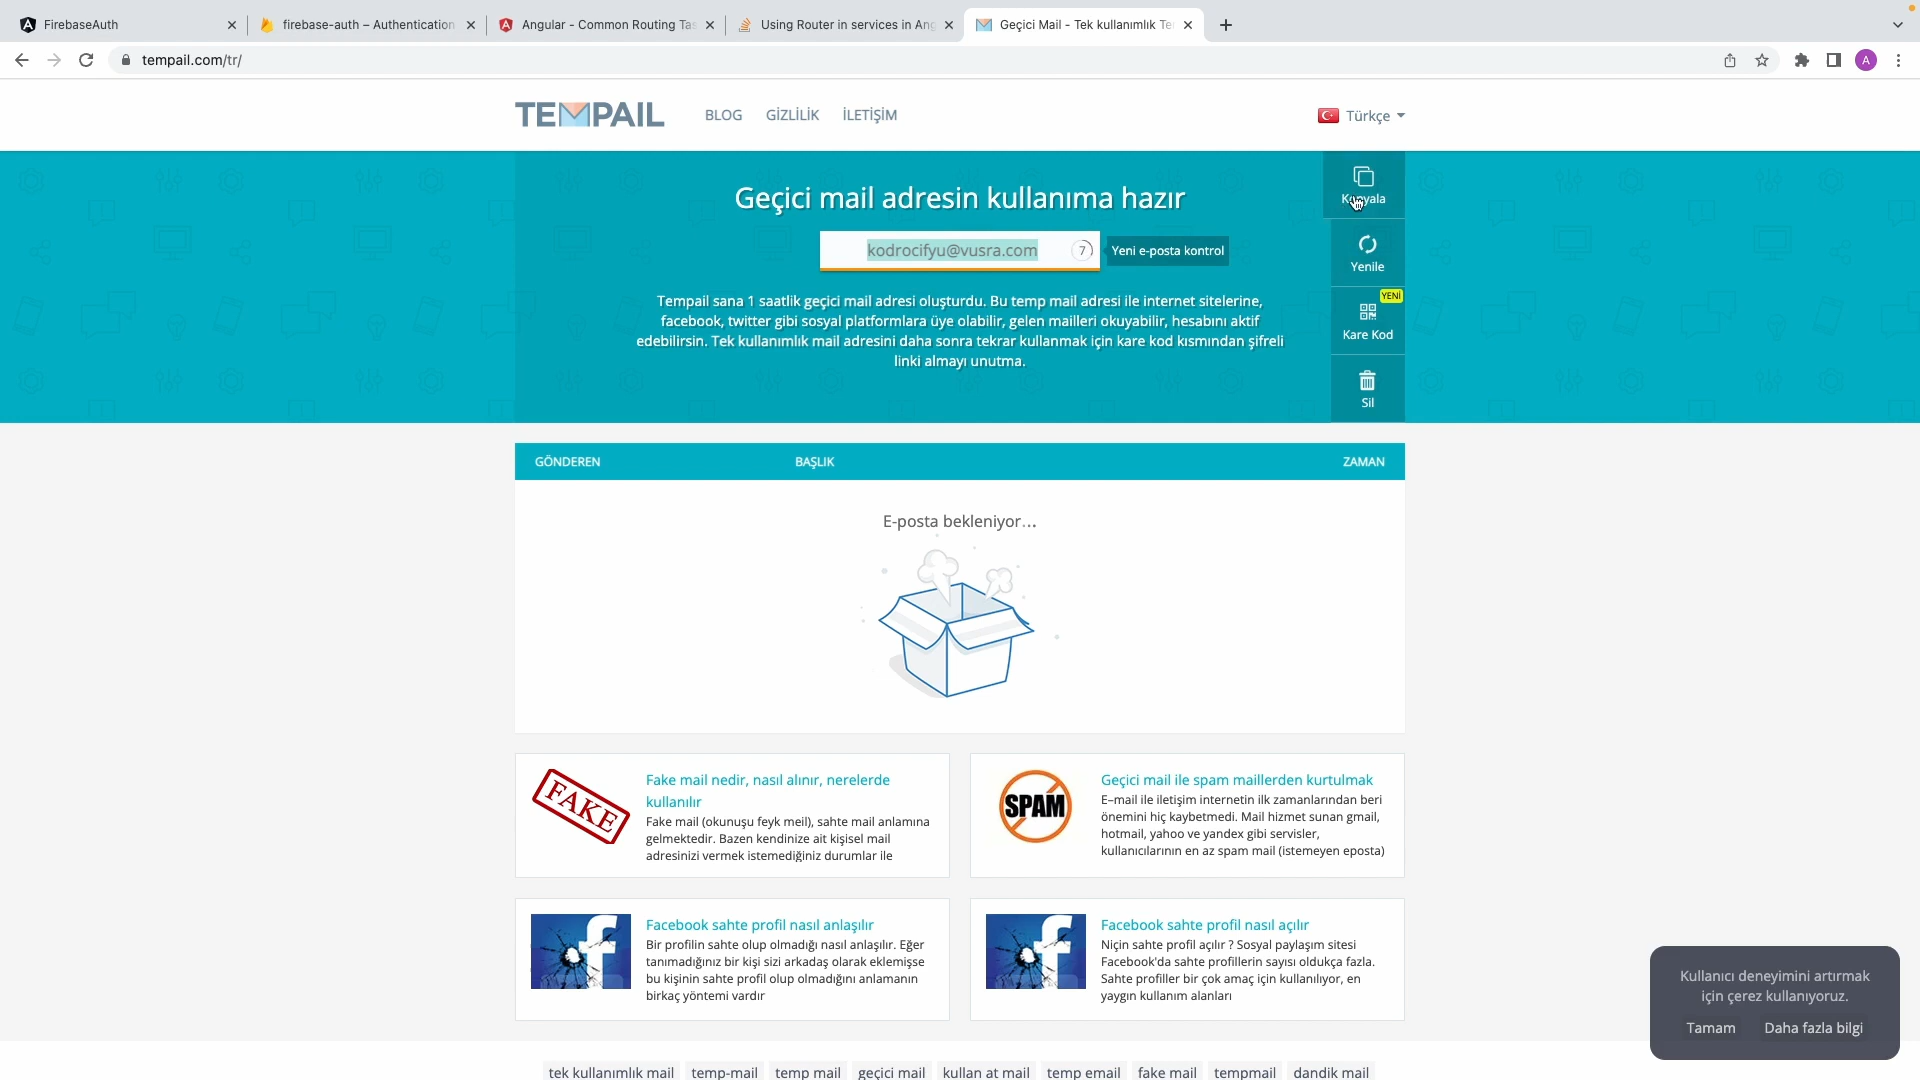 FirebaseAuth
firebase-auth – Authentication
Angular - Common Routing Tas
Using Router in services in Ang
Geçici Mail - Tek kullanımlık Te
tempail.com/tr/
A
TEMPAIL
BLOG
GİZLİLİK
İLETİŞİM
Türkçe
Geçici mail adresin kullanıma hazır
Kopyala
kodrocifyu@vusra.com
7
Yeni e-posta kontrol
Yenile
YENİ
Kare Kod
Sil
Tempail sana 1 saatlik geçici mail adresi oluşturdu. Bu temp mail adresi ile internet sitelerine,
facebook, twitter gibi sosyal platformlara üye olabilir, gelen mailleri okuyabilir, hesabını aktif
edebilirsin. Tek kullanımlık mail adresini daha sonra tekrar kullanmak için kare kod kısmından şifreli
linki almayı unutma.
GÖNDEREN
BAŞLIK
ZAMAN
E-posta bekleniyor...
FAKE
Fake mail nedir, nasıl alınır, nerelerde
kullanılır
Fake mail (okunuşu feyk meil), sahte mail anlamına
gelmektedir. Bazen kendinize ait kişisel mail
adresinizi vermek istemediğiniz durumlar ile
SPAM
Geçici mail ile spam maillerden kurtulmak
E-mail ile iletişim internetin ilk zamanlarından beri
önemini hiç kaybetmedi. Mail hizmet sunan gmail,
hotmail, yahoo ve yandex gibi servisler,
kullanıcılarının en az spam mail (istemeyen eposta)
Facebook sahte profil nasıl anlaşılır
Bir profilin sahte olup olmadığı nasıl anlaşılır. Eğer
tanımadığınız bir kişi sizi arkadaş olarak eklemişse
bu kişinin sahte profil olup olmadığını anlamanın
birkaç yöntemi vardır
Facebook sahte profil nasıl açılır
Niçin sahte profil açılır ? Sosyal paylaşım sitesi
Facebook'da sahte profillerin sayısı oldukça fazla.
Sahte profiller bir çok amaç için kullanılıyor, en
yaygın kullanım alanları
Kullanıcı deneyimini artırmak
için çerez kullanıyoruz.
Tamam
Daha fazla bilgi
tek kullanımlık mail
temp-mail
temp mail
geçici mail
kullan at mail
temp email
fake mail
tempmail
dandik mail